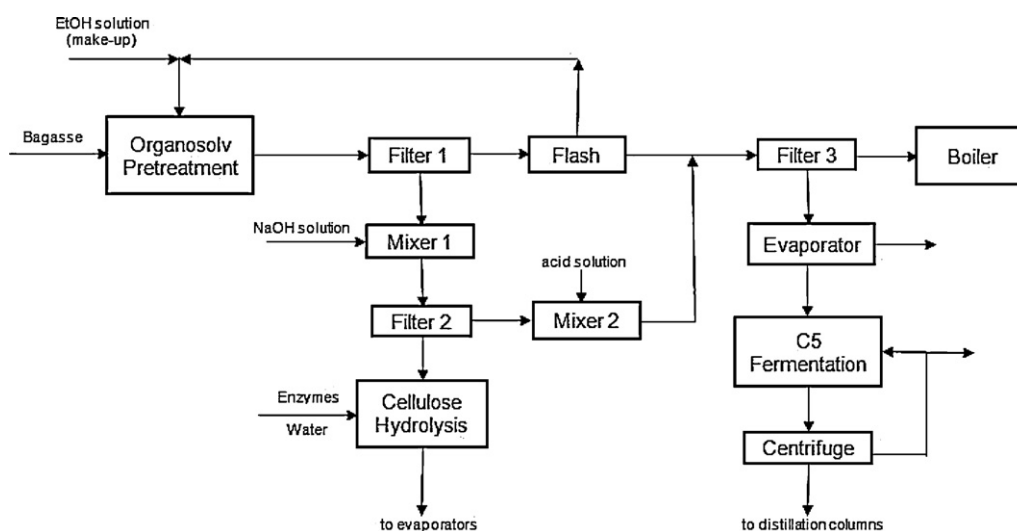 EtOH solution
(make-up)
Bagasse
Organosolv
Pretreatment
Filter 1
Flash
Filter 3
Boiler
NaOH solution
Mixer 1
Evaporator
acid solution
Filter 2
Mixer 2
C5
Fermentation
Enzymes
Water
Cellulose
Hydrolysis
Centrifuge
to evaporators
to distillation columns